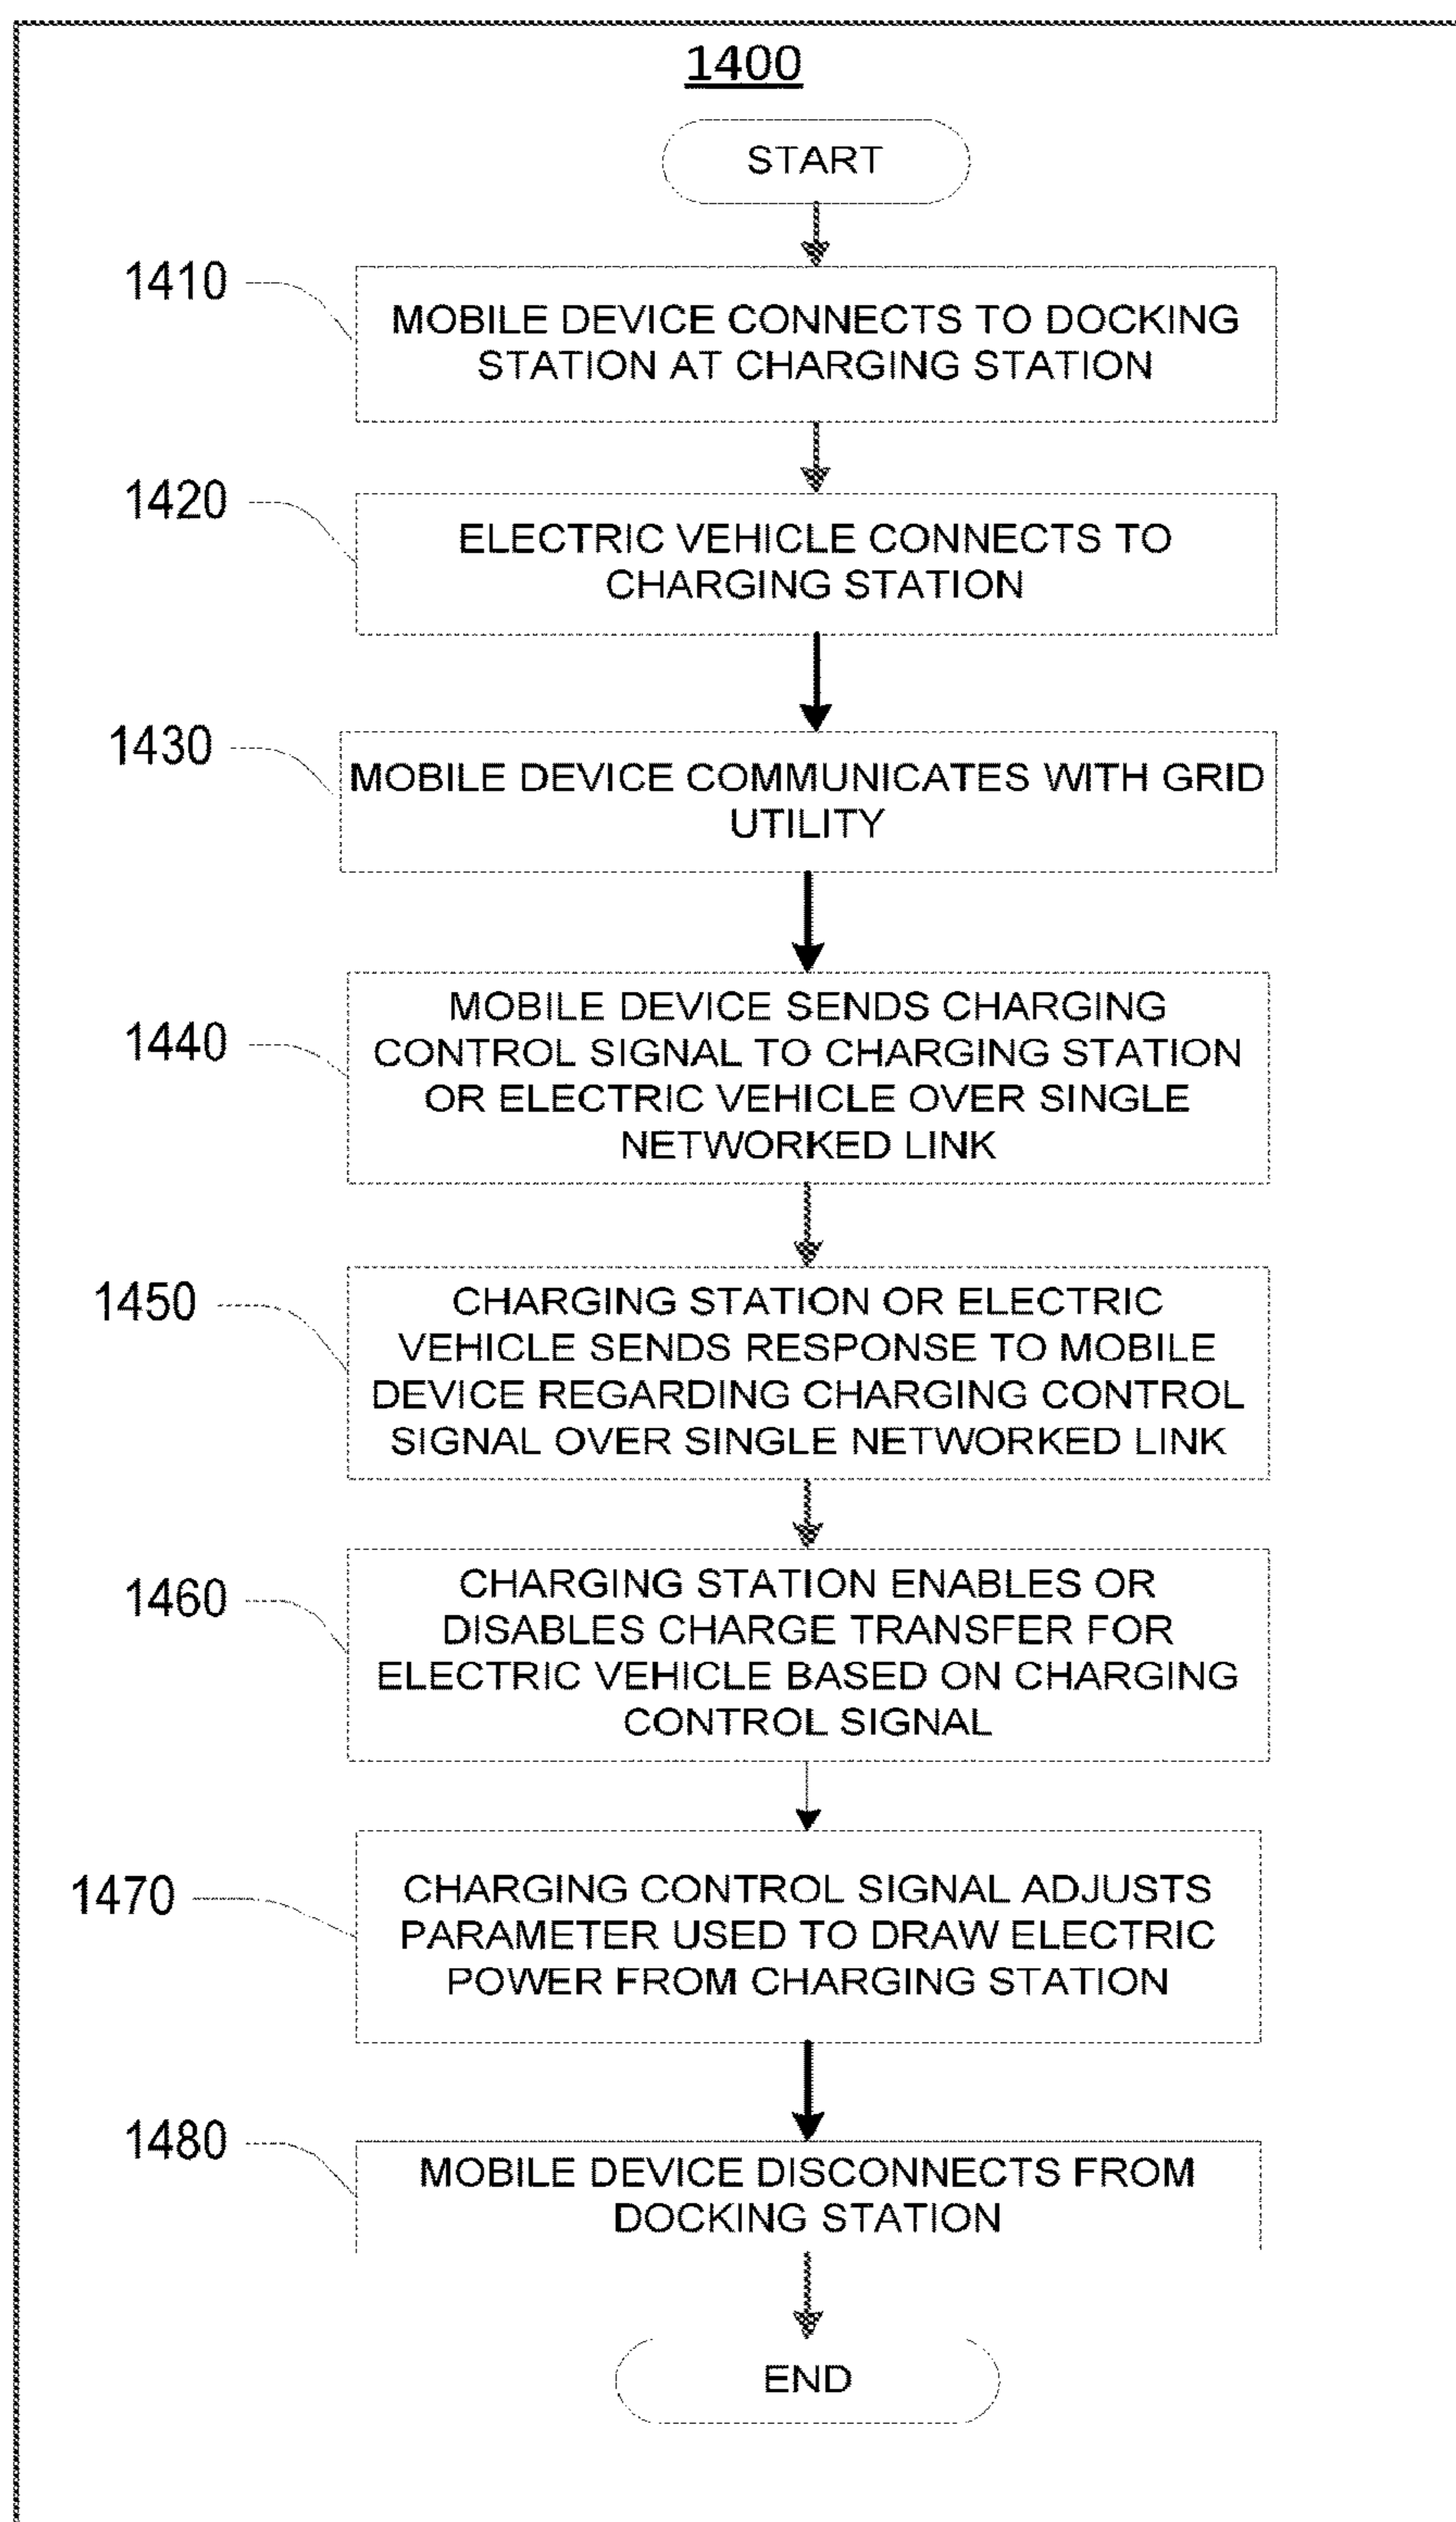 1400
START
1410
MOBILE DEVICE CONNECTS TO DOCKING
STATION AT CHARGING STATION
1420
ELECTRIC VEHICLE CONNECTS TO
CHARGING STATION
1430
MOBILE DEVICE COMMUNICATES WITH GRID
UTILITY
1440
MOBILE DEVICE SENDS CHARGING
CONTROL SIGNAL TO CHARGING STATION
OR ELECTRIC VEHICLE OVER SINGLE
NETWORKED LINK
1450
CHARGING STATION OR ELECTRIC
VEHICLE SENDS RESPONSE TO MOBILE
DEVICE REGARDING CHARGING CONTROL
SIGNAL OVER SINGLE NETWORKED LINK
1460
CHARGING STATION ENABLES OR
DISABLES CHARGE TRANSFER FOR
ELECTRIC VEHICLE BASED ON CHARGING
CONTROL SIGNAL
1470
CHARGING CONTROL SIGNAL ADJUSTS
PARAMETER USED TO DRAW ELECTRIC
POWER FROM CHARGING STATION
1480
MOBILE DEVICE DISCONNECTS FROM
DOCKING STATION
END